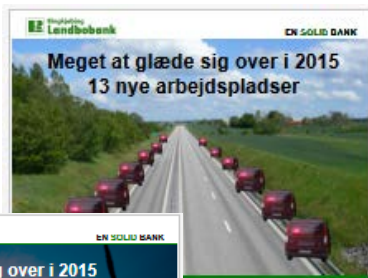 Ringkjøbing
Landbobank
EN SOLID BANK
Meget at glæde sig over i 2015
13 nye arbejdspladser
EN SOLID BANK
over i 2015